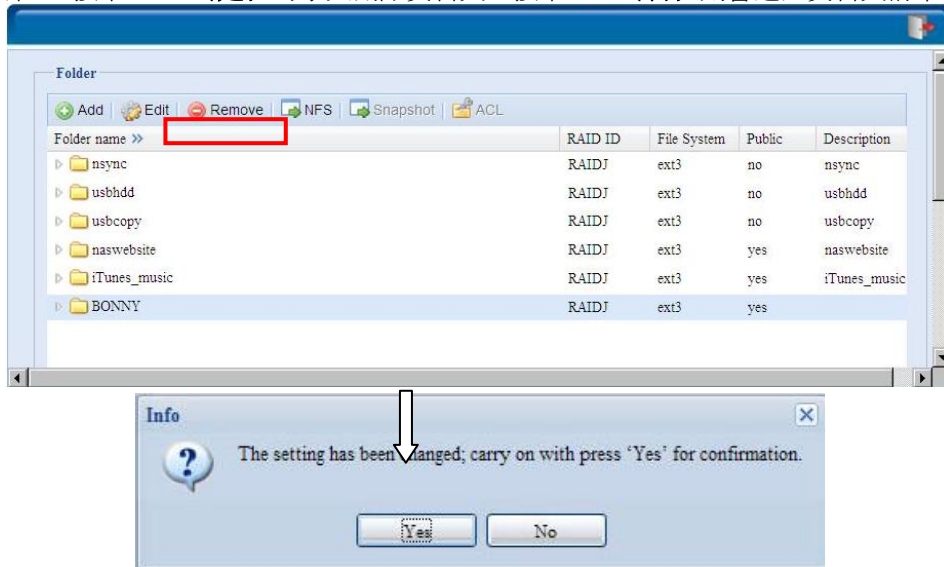 Folder
Add Edit Remove NFS Snapshot ACL
Folder name >> RAID ID File System Public Description
nsync RAIDJ ext3 no nsync
usbhdd RAIDJ ext3 no usbhdd
usbcopy RAIDJ ext3 no usbcopy
naswebsite RAIDJ ext3 yes naswebsite
iTunes_music RAIDJ ext3 yes iTunes_music
BONNY RAIDJ ext3 yes
Info
The setting has been changed; carry on with press ‘Yes’ for confirmation.
Yes No